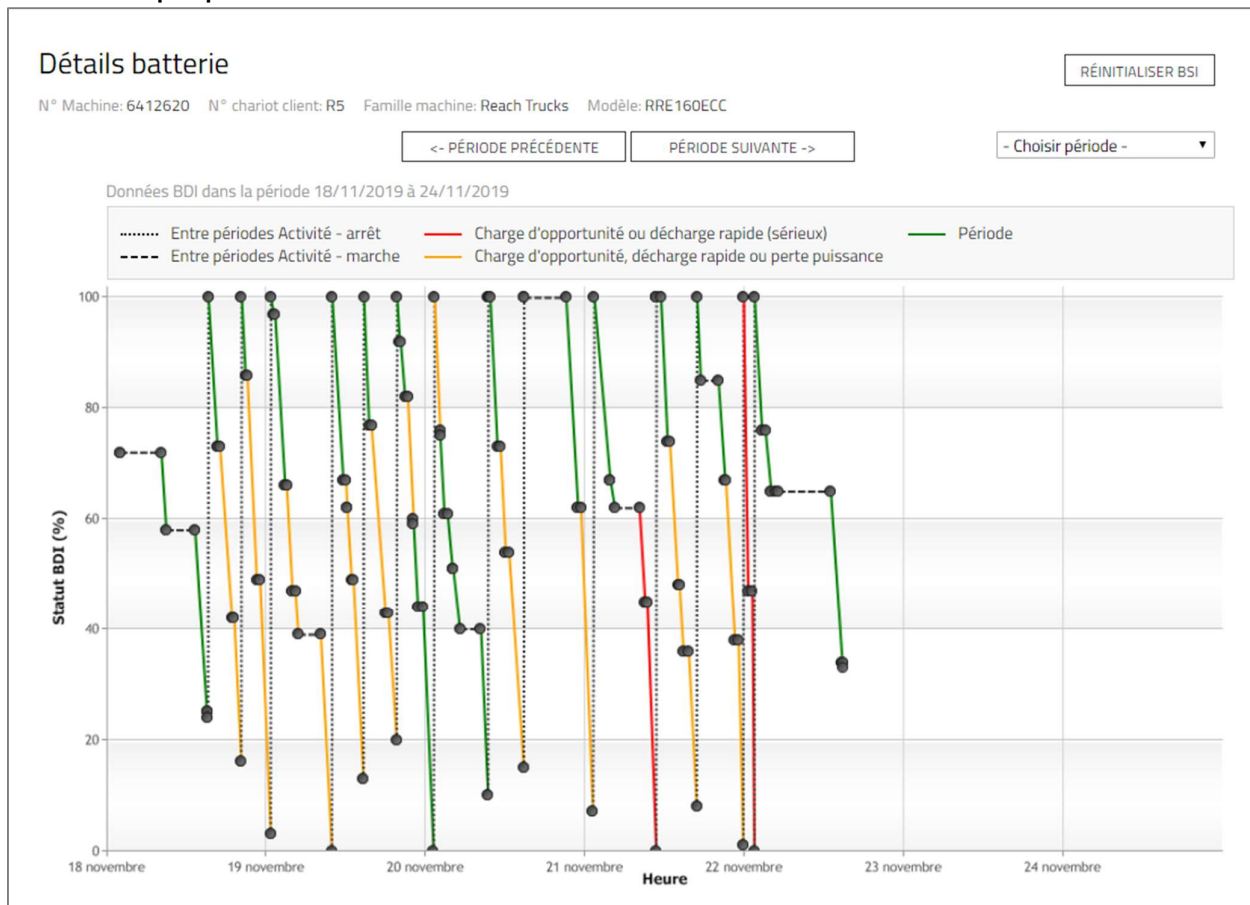 Détails batterie
RÉINITIALISER BSI
N° Machine: 6412620 N° chariot client: R5 Famille machine: Reach Trucks Modèle: RRE160ECC
<- PÉRIODE PRÉCÉDENTE PÉRIODE SUIVANTE -> - Choisir période -
Données BDI dans la période 18/11/2019 à 24/11/2019
Entre périodes Activité - arrêt Charge d'opportunité ou décharge rapide (sérieux) Période
Entre périodes Activité - marche Charge d'opportunité, décharge rapide ou perte puissance
100
80
60
40
20
0
Statut BDI (%)
18 novembre 19 novembre 20 novembre 21 novembre 22 novembre 23 novembre 24 novembre
Heure